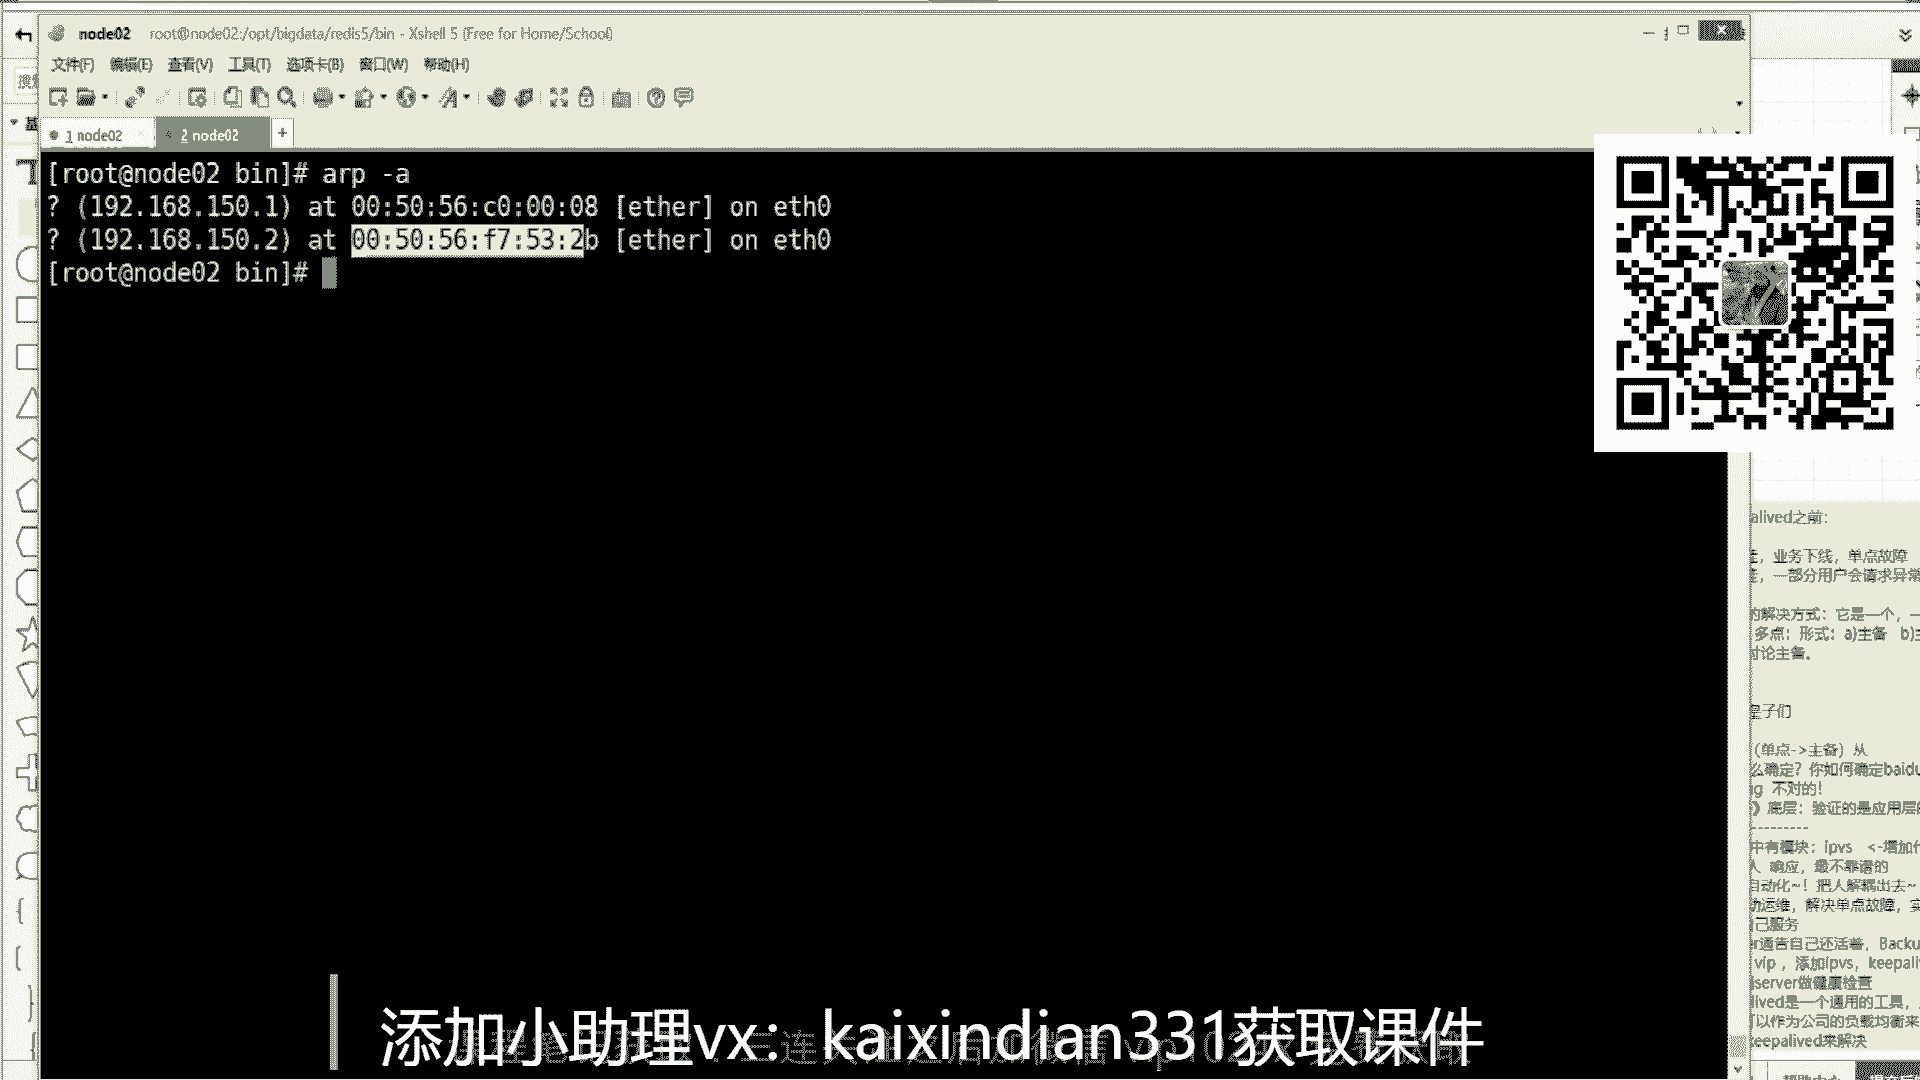 node02 root@node02:/opt/bigdata/redis5/bin - Xshell 5 (Free for Home/School)
文件(F) 编辑(E) 查看(V) 工具(T) 选项卡(B) 窗口(W) 帮助(H)
1 node02
2 node02
+
[root@node02 bin]# arp -a
? (192.168.150.1) at 00:50:56:c0:00:08 [ether] on eth0
? (192.168.150.2) at 00:50:56:f7:53:2b [ether] on eth0
[root@node02 bin]#
alived之前：
，业务下线，单点故障
，一部分用户会请求异常
的解决方式：它是一个，一
多点：形式：a)主备 b)主
讨论主备。
皇子们
（单点->主备）从
么确定？你如何确定baidu
不对的！
》底层：验证的是应用层的
---------
中有模块：ipvs <-增加
人 响应，最不靠谱的
自动化~！把人解耦出去~
动运维，解决单点故障，实
己服务
er通告自己还活着，Backu
vip ，添加ipvs，keepali
server做健康检查
lived是一个通用的工具，
可以作为公司的负载均衡来
keepalived来解决
添加小助理vx：kaixindian331获取课件